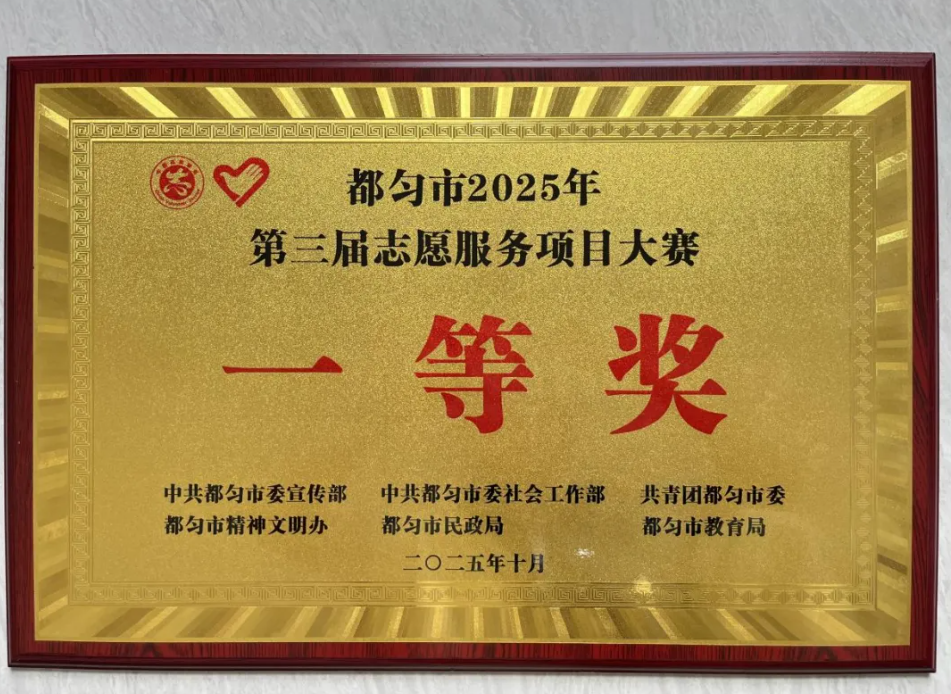 都匀市2025年
第三届志愿服务项目大赛
一等奖
中共都匀市委宣传部 中共都匀市委社会工作部 共青团都匀市委
都匀市精神文明办 都匀市民政局 都匀市教育局
二〇二五年十月